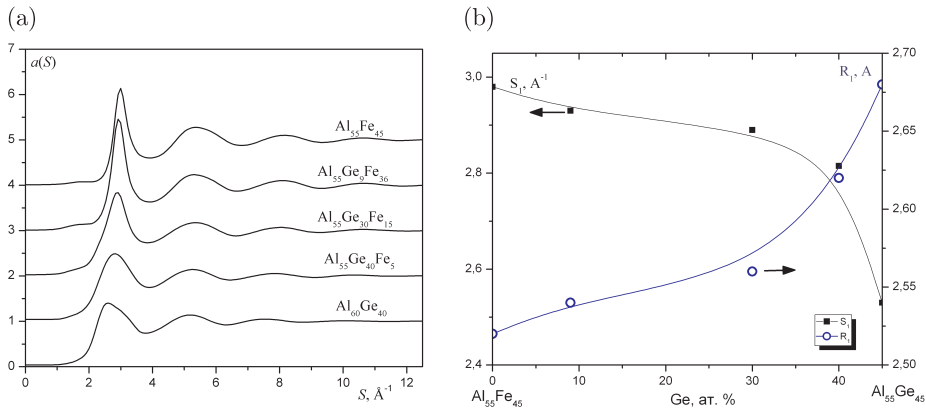 (a)
a(S)
7
6
5
4
3
2
1
0
Al₅₅Fe₄₅
Al₅₅Ge₉Fe₃₆
Al₅₅Ge₃₀Fe₁₅
Al₅₅Ge₄₀Fe₅
Al₆₀Ge₄₀
0 2 4 6 8 10 12
S, Å⁻¹
(b)
S₁, A⁻¹
R₁, A
3,0
2,8
2,6
2,4
2,70
2,65
2,60
2,55
2,50
S₁
R₁
0 10 20 30 40
Al₅₅Fe₄₅ Ge, ат. % Al₅₅Ge₄₅